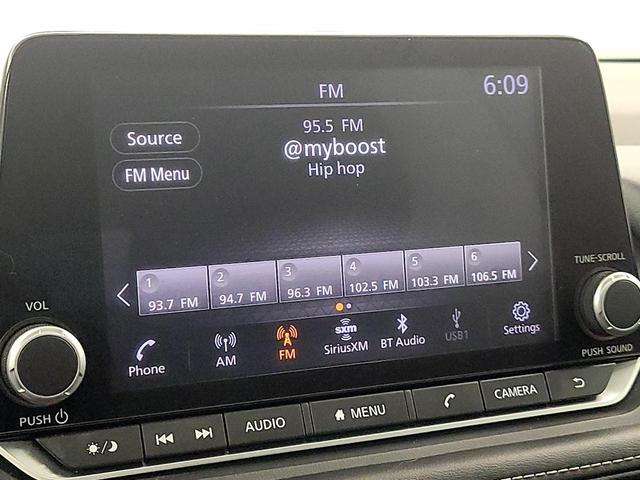 FM
6:09
95.5 FM
Source
@myboost
FM Menu
Hip hop
1
93.7 FM
2
94.7 FM
3
96.3 FM
4
102.5 FM
5
103.3 FM
6
106.5 FM
Phone
AM
FM
sxm
SiriusXM
BT Audio
USB1
Settings
VOL
PUSH
TUNE·SCROLL
PUSH SOUND
AUDIO
MENU
CAMERA